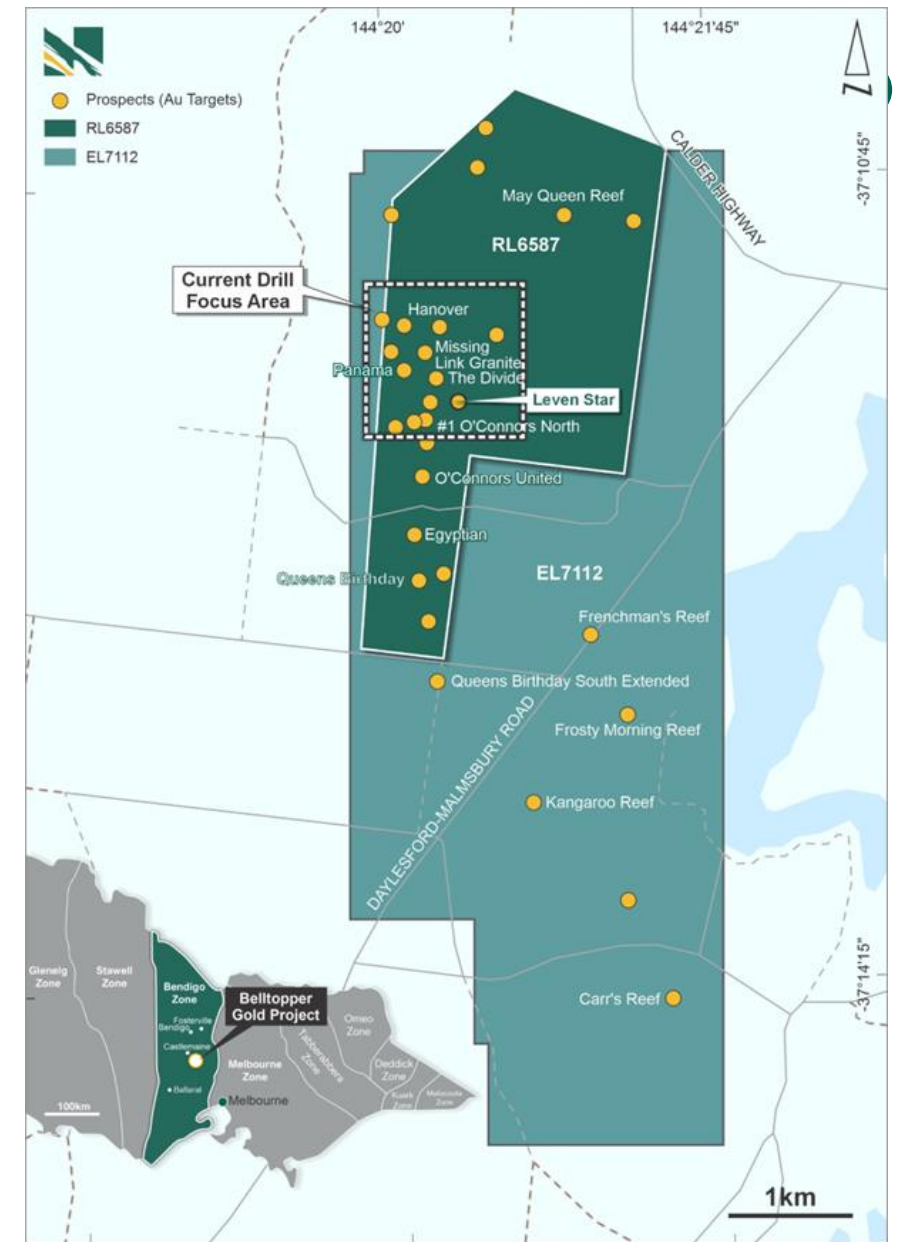 144°20'
144°21'45"
Prospects (Au Targets)
RL6587
EL7112
N
-37°10'45"
CALDER HIGHWAY
May Queen Reef
RL6587
Current Drill
Focus Area
Hanover
Missing
Link Granite
Panama
The Divide
Leven Star
#1 O'Connors North
O'Connors United
Egyptian
Queens Birthday
EL7112
Frenchman's Reef
Queens Birthday South Extended
Frosty Morning Reef
DAYLESFORD-MALMSBURY ROAD
Kangaroo Reef
-37°14'15"
Carr's Reef
Glenelg
Zone
Stawell
Zone
Bendigo
Zone
Fosterville
Bendigo
Castlemaine
Ballarat
Belltopper
Gold Project
Melbourne
Zone
Melbourne
Tabberabbera
Zone
Omeo
Zone
Deddick
Zone
Kuark
Zone
Mallacoota
Zone
100km
1km